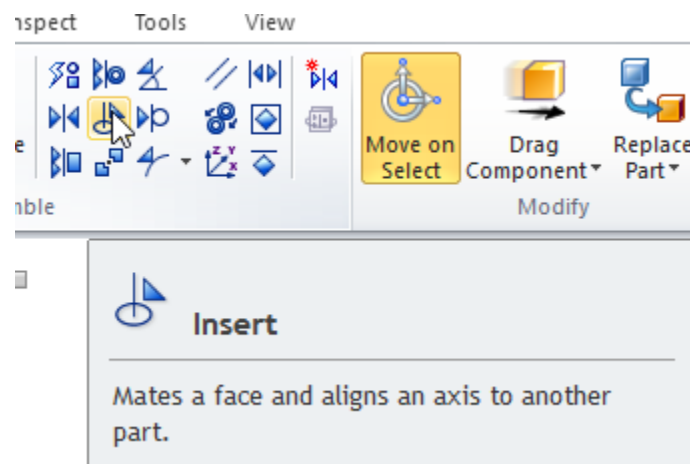 nspect Tools View
Move on Drag Replace
Select Component Part
mble Modify
Insert
Mates a face and aligns an axis to another
part.